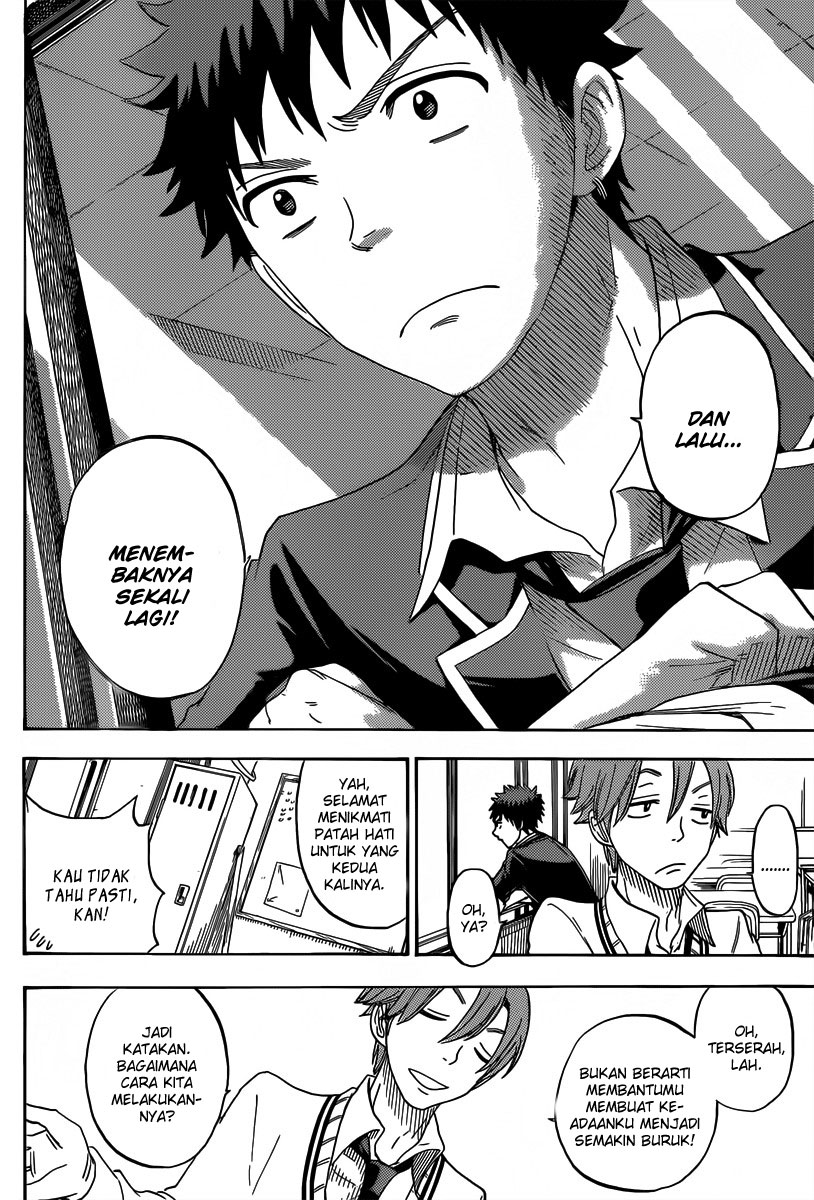 DAN
LALU...
MENEM-
BAKNYA
SEKALI
LAGI!
........
OH,
YA?
YAH,
SELAMAT
MENIKMATI
PATAH HATI
UNTUK YANG
KEDUA
KALINYA.
KAU TIDAK
TAHU PASTI,
KAN!
OH,
TERSERAH,
LAH.
BUKAN BERARTI
MEMBANTUMU
MEMBUAT KE-
ADAANKU MENJADI
SEMAKIN BURUK!
JADI
KATAKAN.
BAGAIMANA
CARA KITA
MELAKUKAN-
NYA?